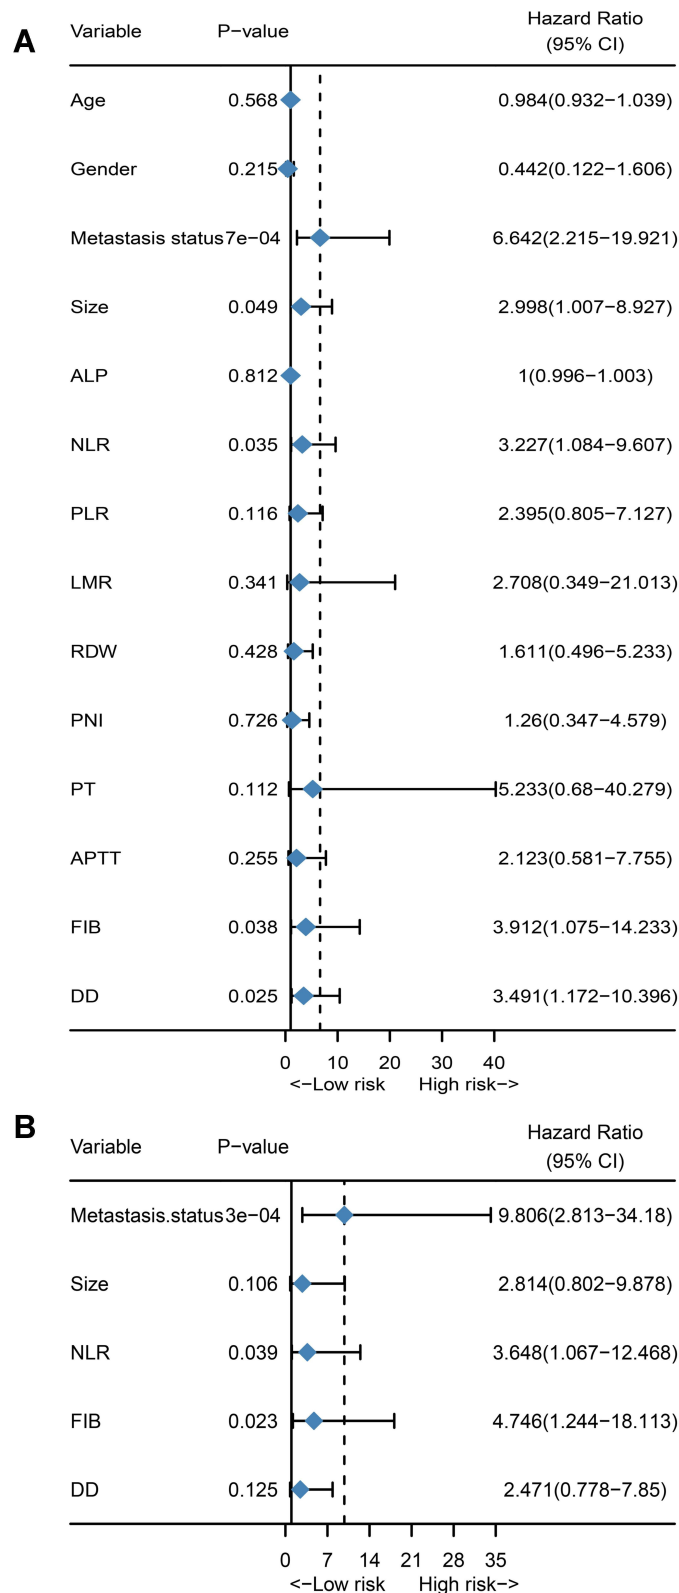 A
Variable P−value Hazard Ratio
(95% CI)
Age 0.568 0.984(0.932−1.039)
Gender 0.215 0.442(0.122−1.606)
Metastasis status 7e−04 6.642(2.215−19.921)
Size 0.049 2.998(1.007−8.927)
ALP 0.812 1(0.996−1.003)
NLR 0.035 3.227(1.084−9.607)
PLR 0.116 2.395(0.805−7.127)
LMR 0.341 2.708(0.349−21.013)
RDW 0.428 1.611(0.496−5.233)
PNI 0.726 1.26(0.347−4.579)
PT 0.112 5.233(0.68−40.279)
APTT 0.255 2.123(0.581−7.755)
FIB 0.038 3.912(1.075−14.233)
DD 0.025 3.491(1.172−10.396)
0 10 20 30 40
<−Low risk High risk−>
B
Variable P−value Hazard Ratio
(95% CI)
Metastasis.status 3e−04 9.806(2.813−34.18)
Size 0.106 2.814(0.802−9.878)
NLR 0.039 3.648(1.067−12.468)
FIB 0.023 4.746(1.244−18.113)
DD 0.125 2.471(0.778−7.85)
0 7 14 21 28 35
<−Low risk High risk−>